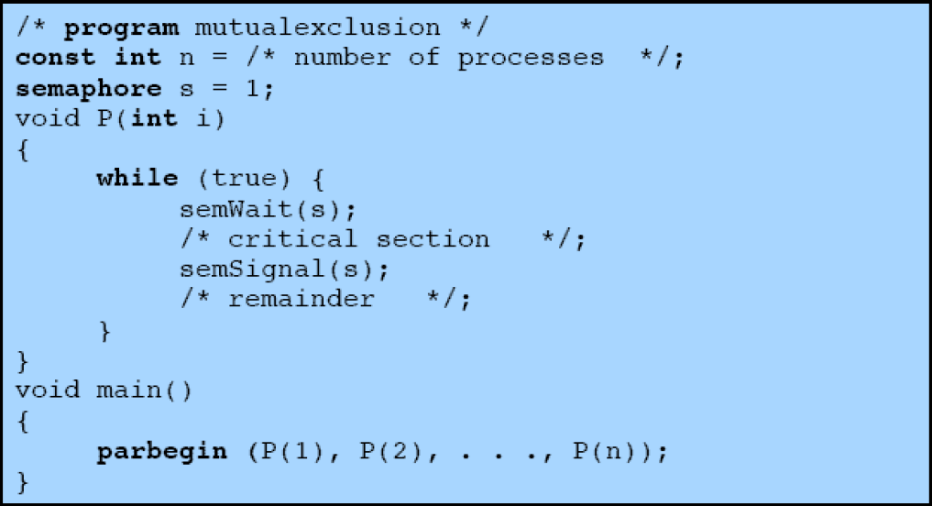 /* program mutualexclusion */
const int n = /* number of processes */;
semaphore s = 1;
void P(int i)
{
while (true) {
semWait(s);
/* critical section */;
semSignal(s);
/* remainder */;
}
}
void main()
{
parbegin (P(1), P(2), . . ., P(n));
}